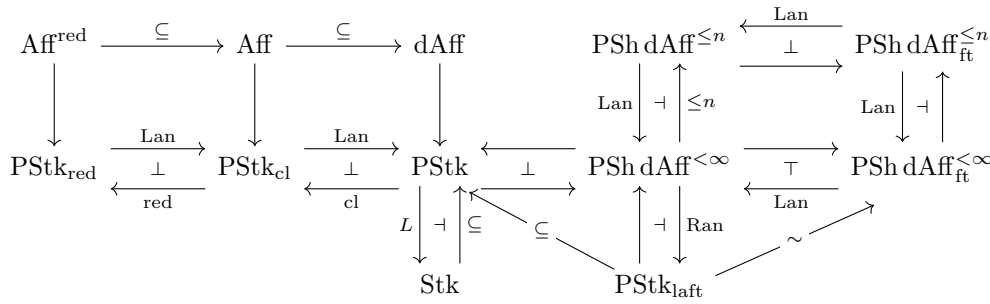 Lan
Aff^red ⊆ Aff ⊆ dAff PSh dAff^≤n ⊥ PSh dAff_ft^≤n
Lan ⊣ ≤n Lan ⊣
Lan Lan
PStk_red ⊥ PStk_cl ⊥ PStk ⊥ PSh dAff^<∞ ⊤ PSh dAff_ft^<∞
red cl Lan
L ⊣ ⊆ ⊆ ⊣ Ran ∼
Stk PStk_laft